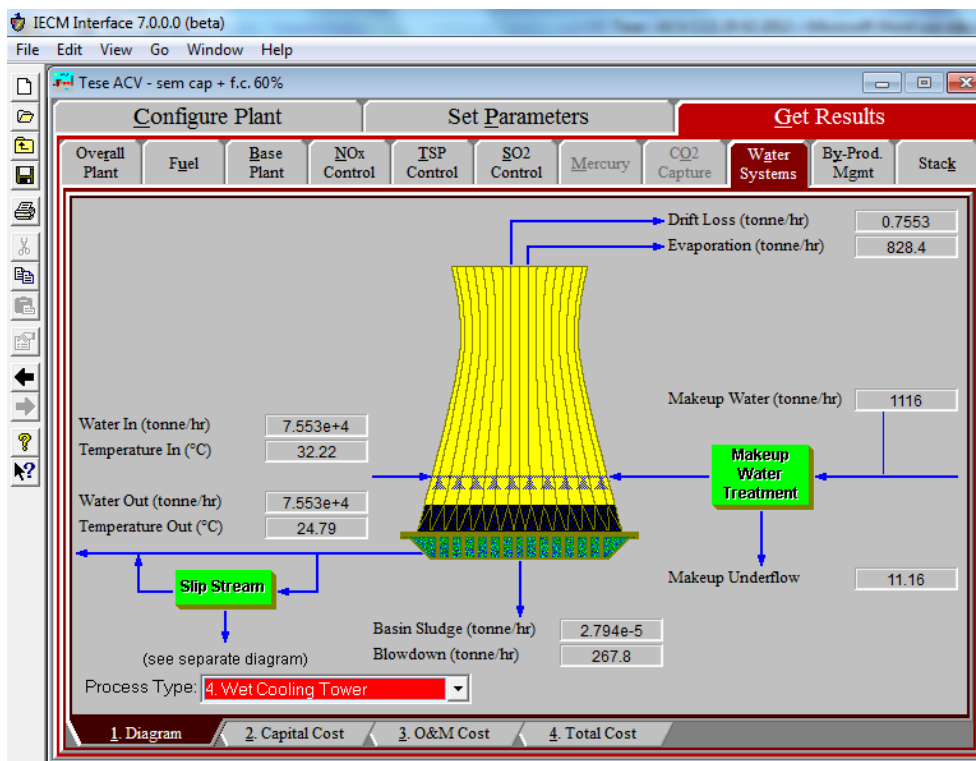 IECM Interface 7.0.0.0 (beta)
File Edit View Go Window Help
Tese ACV - sem cap + f.c. 60%
Configure Plant Set Parameters Get Results
Overall Plant Fuel Base Plant NOx Control TSP Control SO2 Control Mercury CO2 Capture Water Systems By-Prod. Mgmt Stack
Drift Loss (tonne/hr) 0.7553
Evaporation (tonne/hr) 828.4
Makeup Water (tonne/hr) 1116
Water In (tonne/hr) 7.553e+4
Temperature In (°C) 32.22
Makeup Water Treatment
Water Out (tonne/hr) 7.553e+4
Temperature Out (°C) 24.79
Slip Stream
Makeup Underflow 11.16
Basin Sludge (tonne/hr) 2.794e-5
Blowdown (tonne/hr) 267.8
(see separate diagram)
Process Type: 4. Wet Cooling Tower
1. Diagram 2. Capital Cost 3. O&M Cost 4. Total Cost